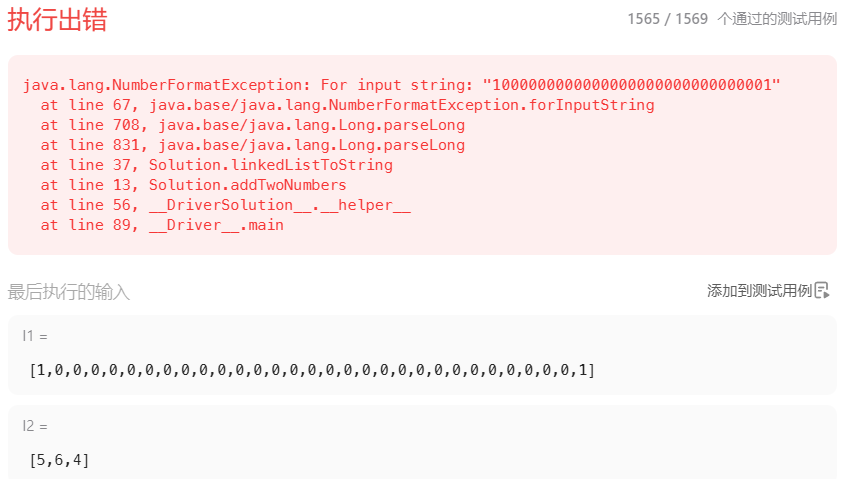 执行出错
1565 / 1569 个通过的测试用例
java.lang.NumberFormatException: For input string: "1000000000000000000000000000001"
at line 67, java.base/java.lang.NumberFormatException.forInputString
at line 708, java.base/java.lang.Long.parseLong
at line 831, java.base/java.lang.Long.parseLong
at line 37, Solution.linkedListToString
at line 13, Solution.addTwoNumbers
at line 56, __DriverSolution__.__helper__
at line 89, __Driver__.main
最后执行的输入
添加到测试用例
l1 =
[1,0,0,0,0,0,0,0,0,0,0,0,0,0,0,0,0,0,0,0,0,0,0,0,0,0,0,0,0,0,1]
l2 =
[5,6,4]